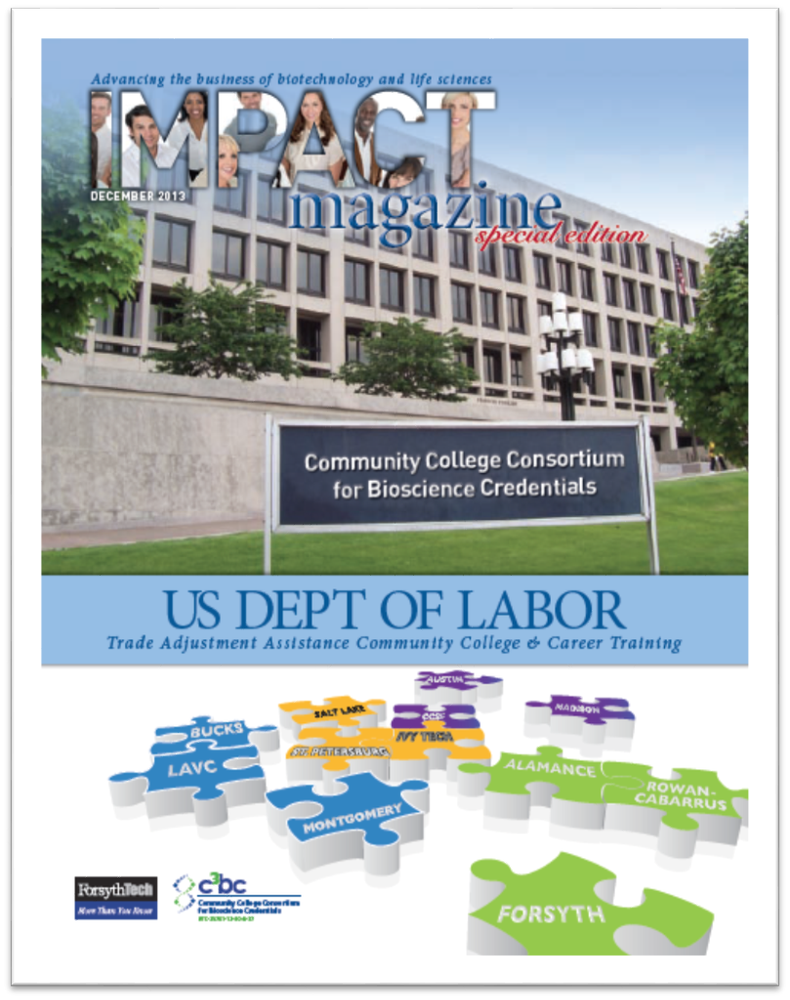 Advancing the business of biotechnology and life sciences
IMPACT
DECEMBER 2013
magazine
special edition
Community College Consortium
for Bioscience Credentials
US DEPT OF LABOR
Trade Adjustment Assistance Community College & Career Training
AUSTIN
SALT LAKE
CCSF
MADISON
BUCKS
IVY TECH
ST. PETERSBURG
LAVC
ALAMANCE
ROWAN-
CABARRUS
MONTGOMERY
FORSYTH
ForsythTech
More Than You Know
c3bc
Community College Consortium
for Bioscience Credentials